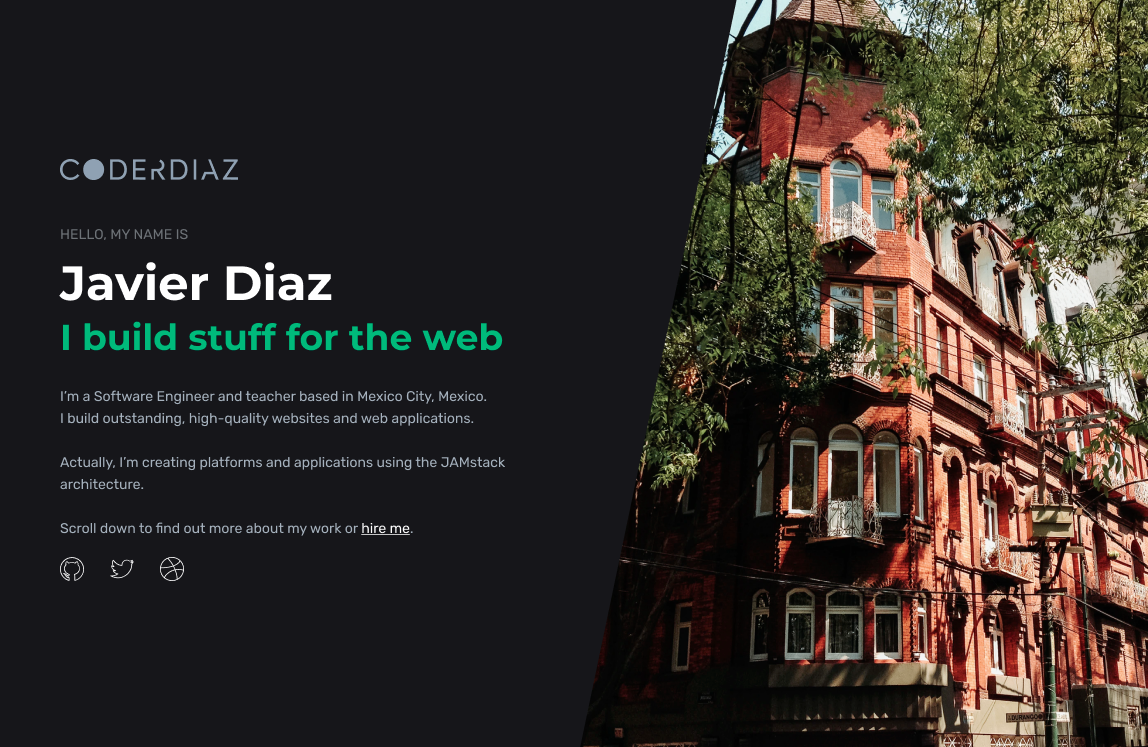 CODERDIAZ
HELLO, MY NAME IS
Javier Diaz
I build stuff for the web
I’m a Software Engineer and teacher based in Mexico City, Mexico.
I build outstanding, high-quality websites and web applications.
Actually, I’m creating platforms and applications using the JAMstack
architecture.
Scroll down to find out more about my work or hire me.
DURANGO